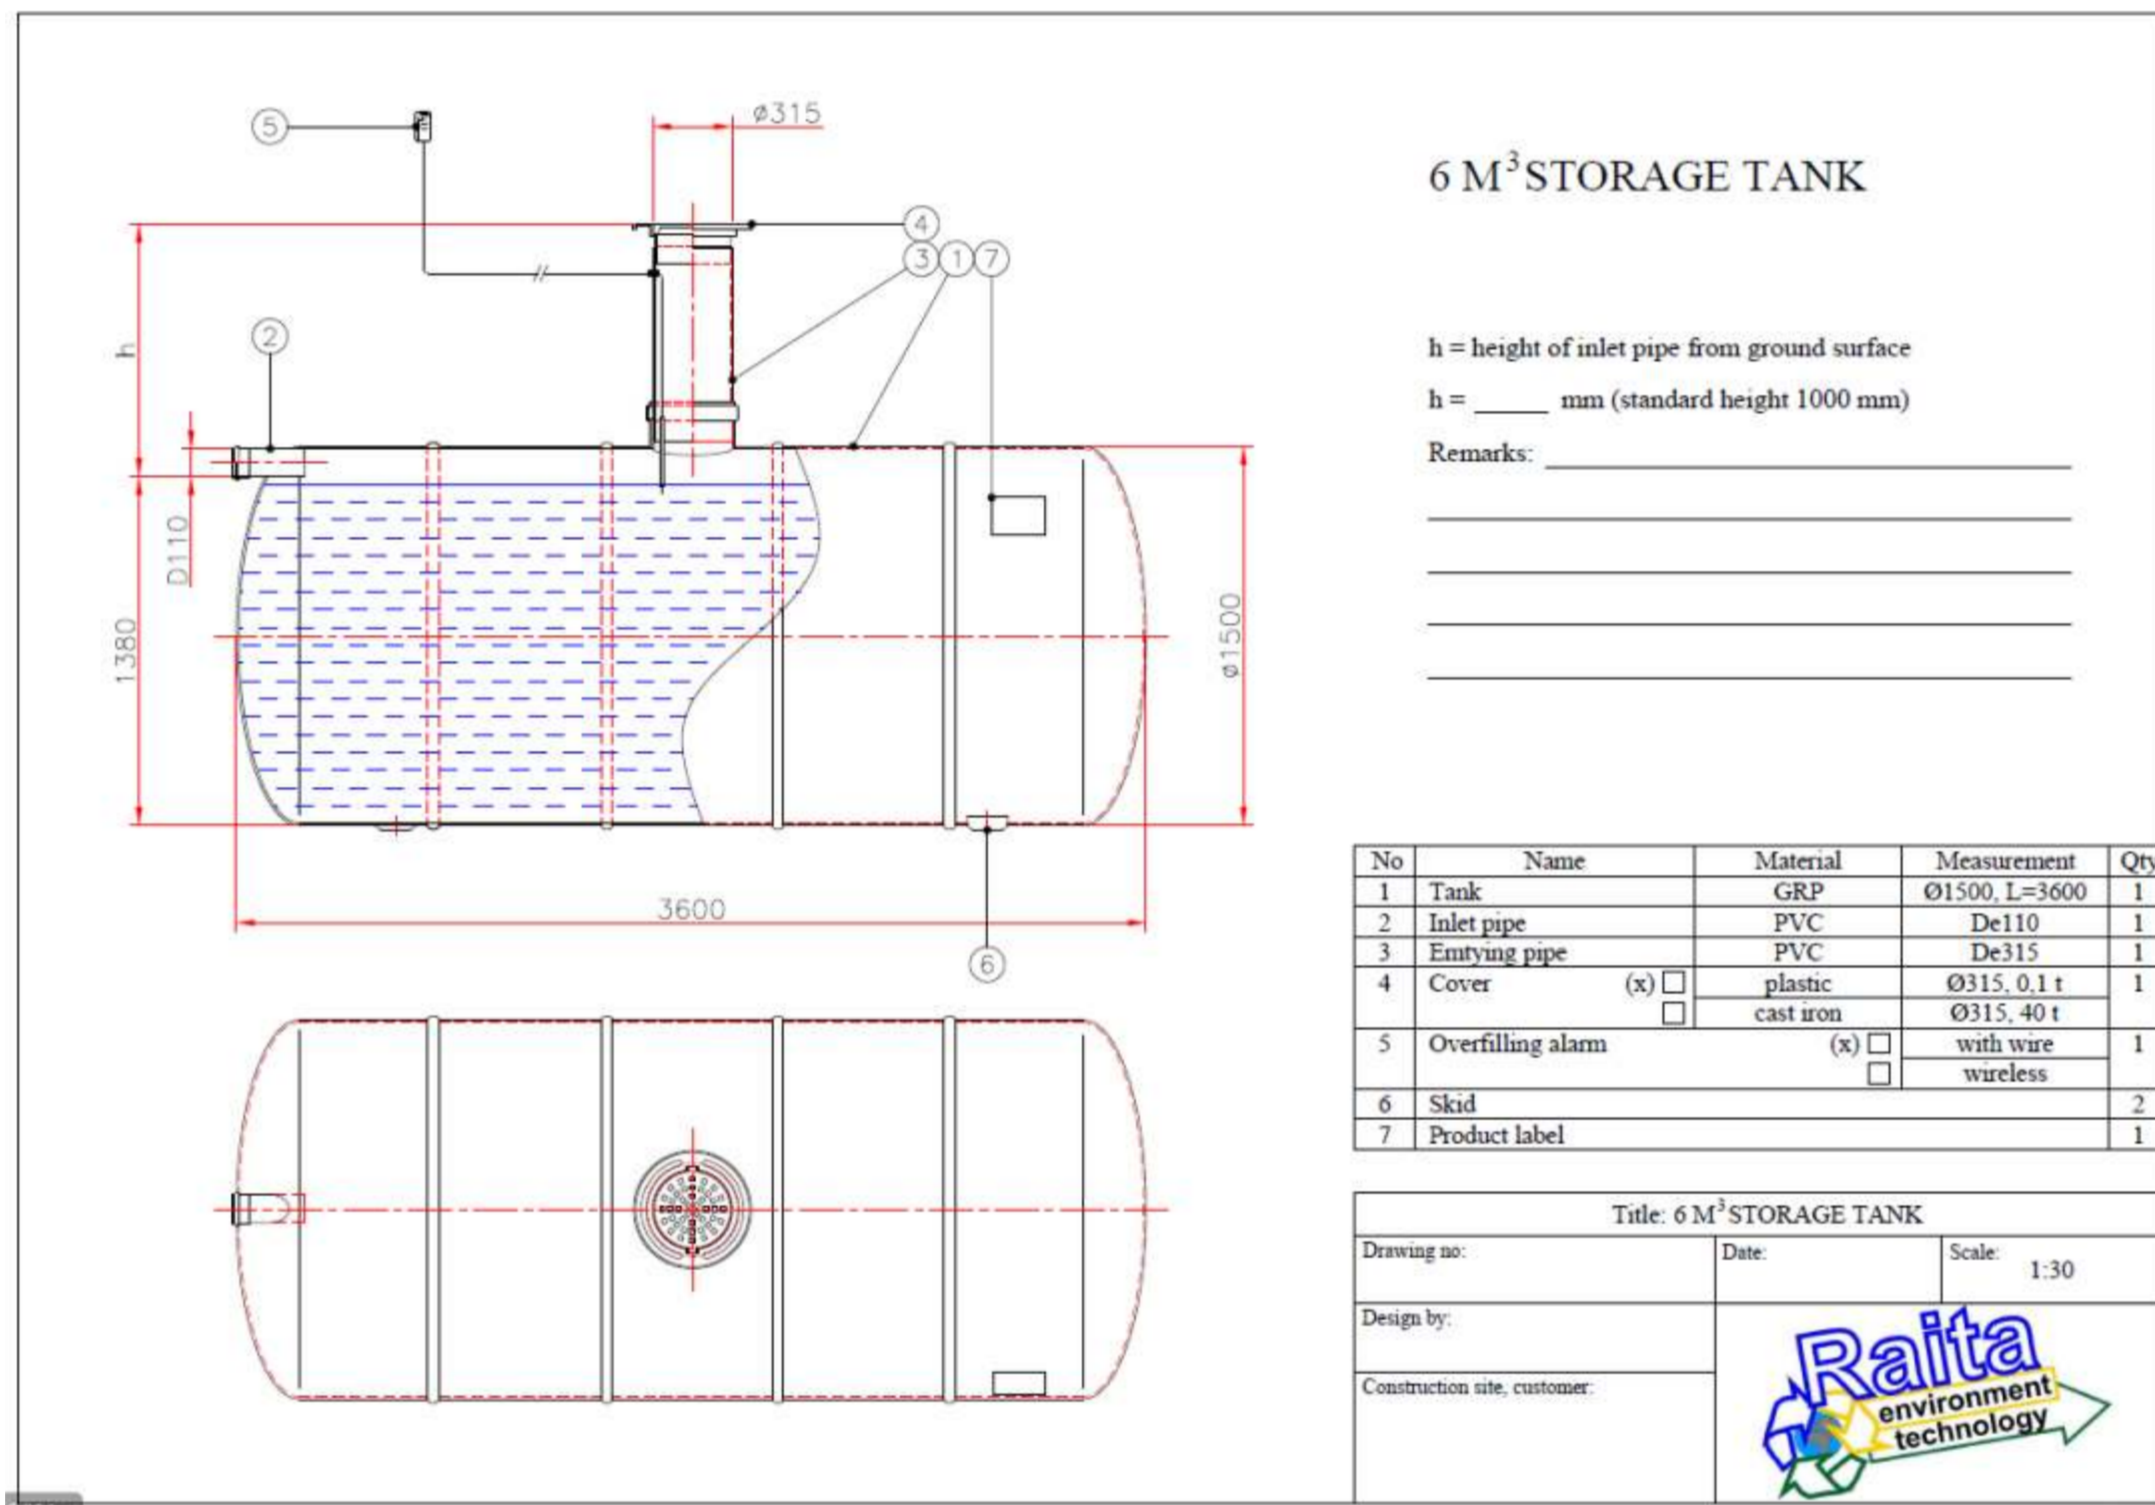 ø315
5
4
3 1 7
2
h
D110
1380
ø1500
3600
6
6 M³ STORAGE TANK
h = height of inlet pipe from ground surface
h = _____ mm (standard height 1000 mm)
Remarks:
No Name Material Measurement Qty
1 Tank GRP Ø1500, L=3600 1
2 Inlet pipe PVC De110 1
3 Emtying pipe PVC De315 1
4 Cover (x) plastic Ø315, 0,1 t 1
cast iron Ø315, 40 t
5 Overfilling alarm (x) with wire 1
wireless
6 Skid 2
7 Product label 1
Title: 6 M³ STORAGE TANK
Drawing no: Date: Scale:
1:30
Design by:
Construction site, customer:
Raita
environment
technology